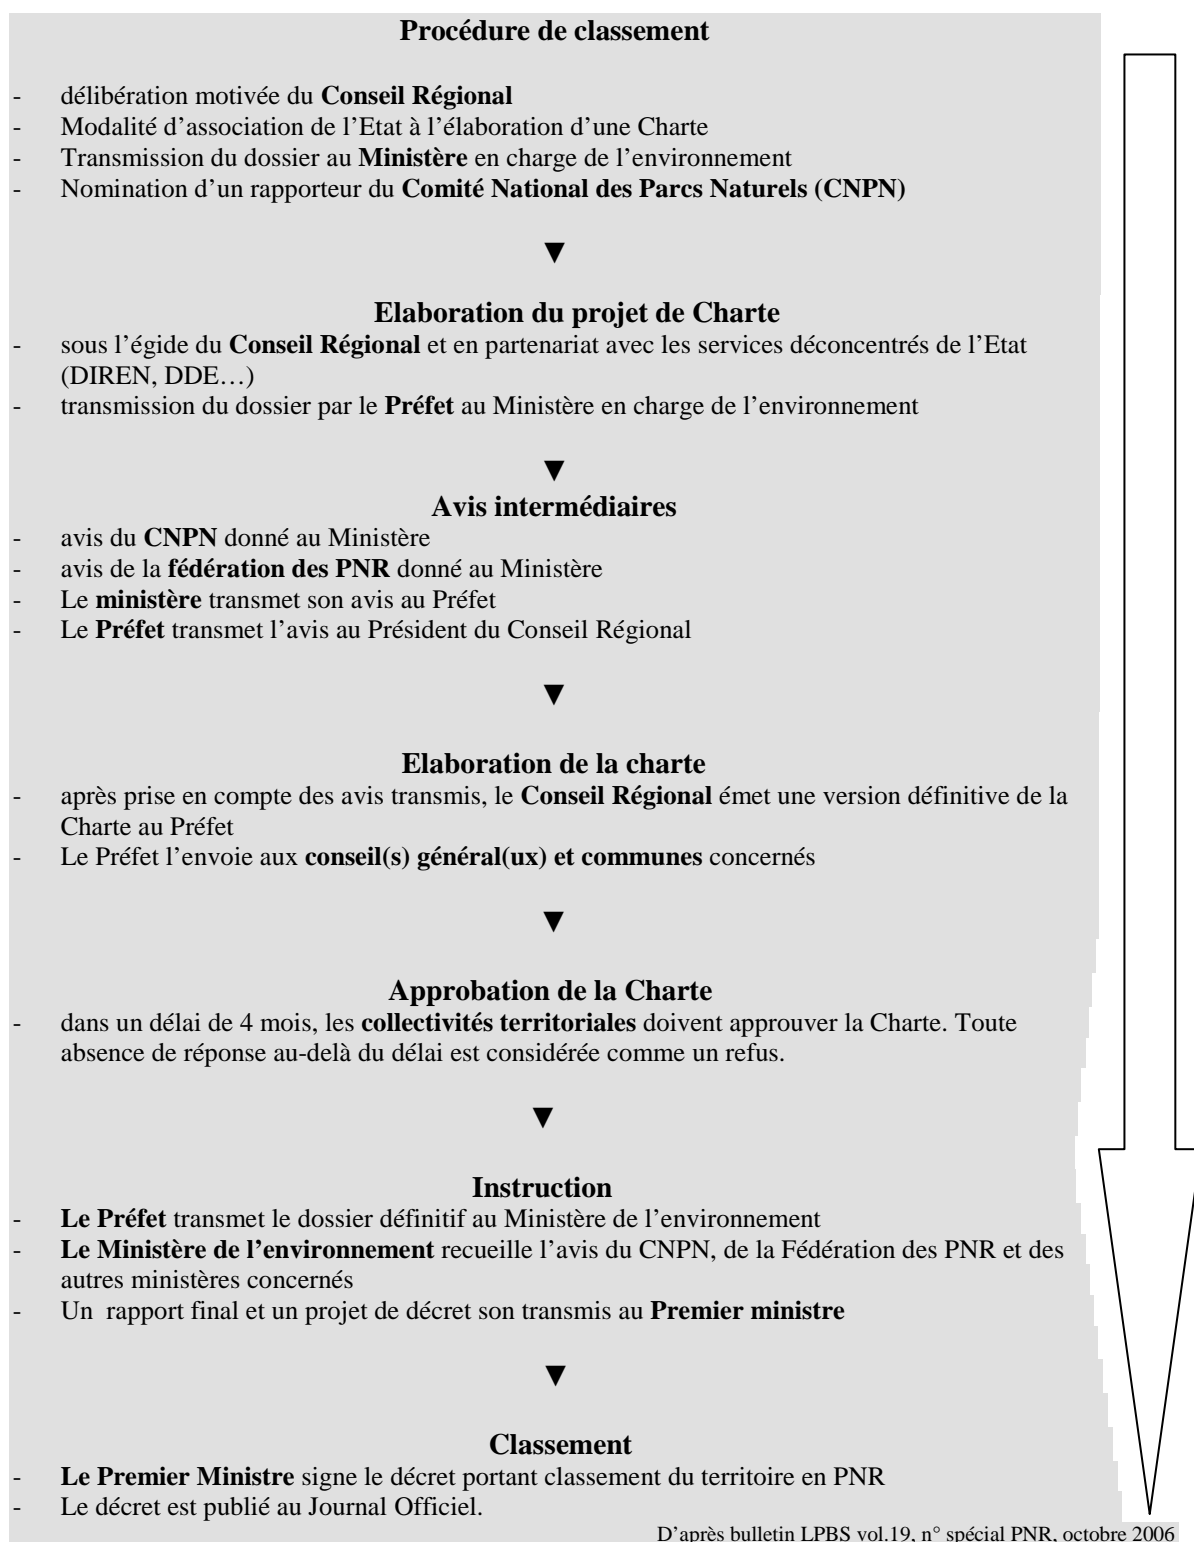 Procédure de classement
- délibération motivée du Conseil Régional
- Modalité d'association de l'Etat à l'élaboration d'une Charte
- Transmission du dossier au Ministère en charge de l'environnement
- Nomination d'un rapporteur du Comité National des Parcs Naturels (CNPN)
▼
Elaboration du projet de Charte
- sous l'égide du Conseil Régional et en partenariat avec les services déconcentrés de l'Etat
(DIREN, DDE…)
- transmission du dossier par le Préfet au Ministère en charge de l'environnement
▼
Avis intermédiaires
- avis du CNPN donné au Ministère
- avis de la fédération des PNR donné au Ministère
- Le ministère transmet son avis au Préfet
- Le Préfet transmet l'avis au Président du Conseil Régional
▼
Elaboration de la charte
- après prise en compte des avis transmis, le Conseil Régional émet une version définitive de la
Charte au Préfet
- Le Préfet l'envoie aux conseil(s) général(ux) et communes concernés
▼
Approbation de la Charte
- dans un délai de 4 mois, les collectivités territoriales doivent approuver la Charte. Toute
absence de réponse au-delà du délai est considérée comme un refus.
▼
Instruction
- Le Préfet transmet le dossier définitif au Ministère de l'environnement
- Le Ministère de l'environnement recueille l'avis du CNPN, de la Fédération des PNR et des
autres ministères concernés
- Un rapport final et un projet de décret son transmis au Premier ministre
▼
Classement
- Le Premier Ministre signe le décret portant classement du territoire en PNR
- Le décret est publié au Journal Officiel.
D'après bulletin LPBS vol.19, n° spécial PNR, octobre 2006